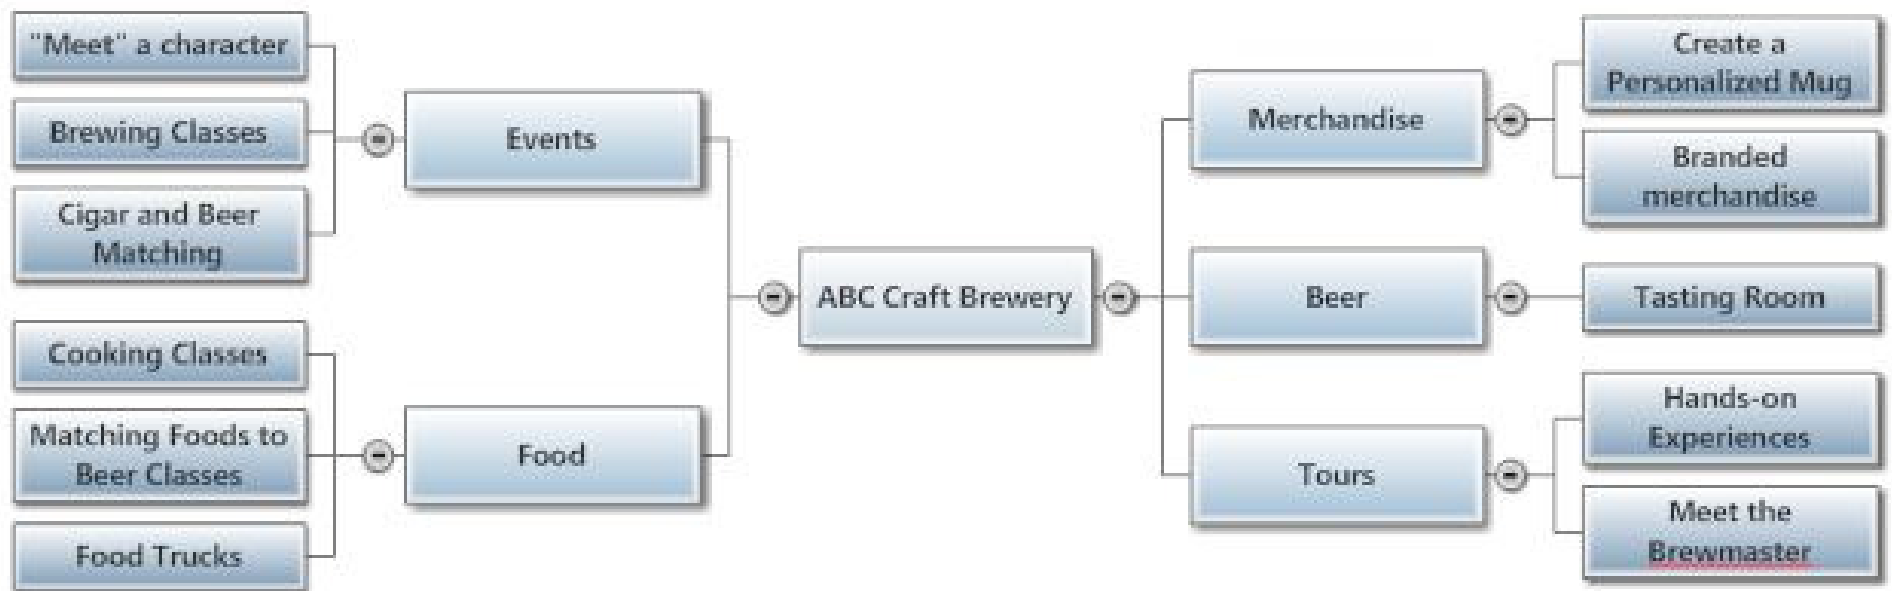 "Meet" a character
Brewing Classes
Cigar and Beer
Matching
Events
Cooking Classes
Matching Foods to
Beer Classes
Food Trucks
Food
ABC Craft Brewery
Merchandise
Create a
Personalized Mug
Branded
merchandise
Beer
Tasting Room
Tours
Hands-on
Experiences
Meet the
Brewmaster